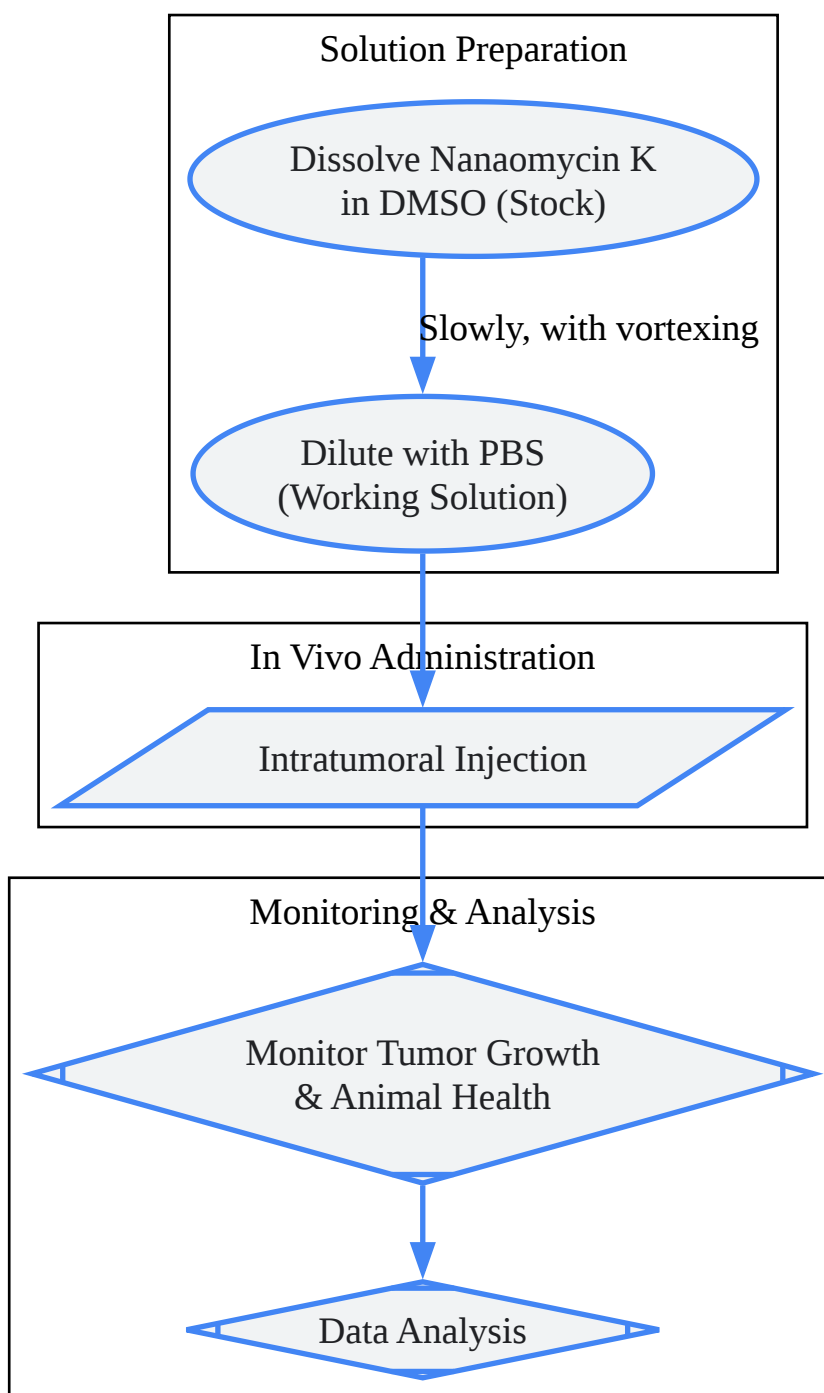 Solution Preparation
Dissolve Nanaomycin K
in DMSO (Stock)
Slowly, with vortexing
Dilute with PBS
(Working Solution)
In Vivo Administration
Intratumoral Injection
Monitoring & Analysis
Monitor Tumor Growth
& Animal Health
Data Analysis